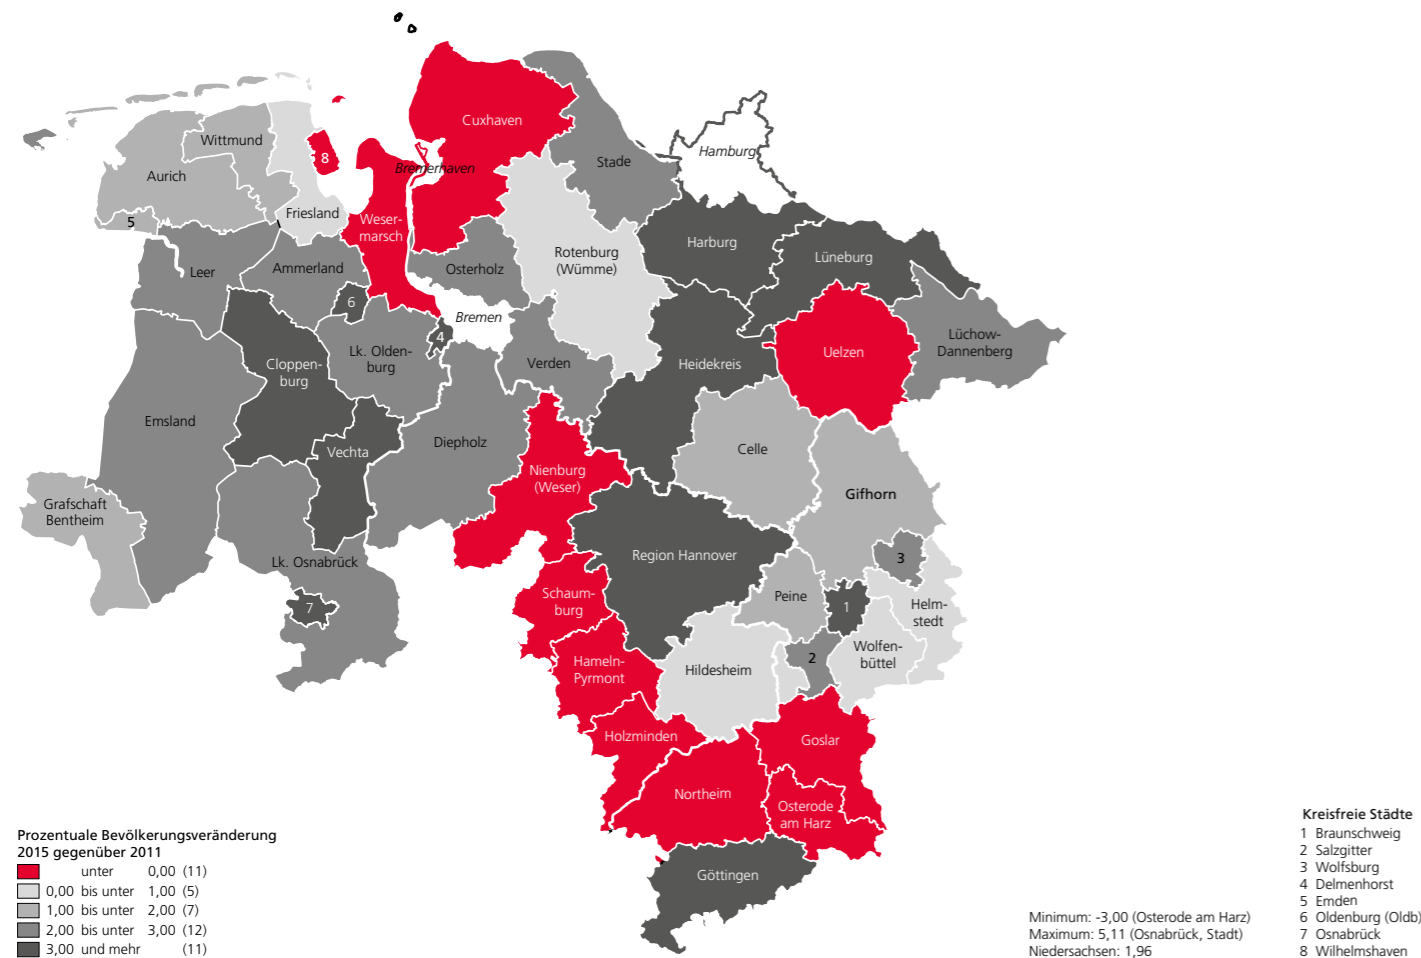 Cuxhaven
Hamburg
Wittmund
8
Stade
Bremerhaven
Aurich
5
Friesland
Weser-
marsch
Harburg
Rotenburg
(Wümme)
Lüneburg
Leer
Ammerland
Osterholz
6
Bremen
4
Lüchow-
Dannenberg
Lk. Olden-
burg
Uelzen
Cloppen-
burg
Verden
Heidekreis
Emsland
Diepholz
Celle
Vechta
Nienburg
(Weser)
Gifhorn
Grafschaft
Bentheim
Region Hannover
3
Lk. Osnabrück
Schaum-
burg
Peine
7
1
Helm-
stedt
Wolfen-
büttel
2
Hameln-
Pyrmont
Hildesheim
Holzminden
Goslar
Northeim
Osterode
am Harz
Göttingen
Prozentuale Bevölkerungsveränderung
2015 gegenüber 2011
unter 0,00 (11)
0,00 bis unter 1,00 (5)
1,00 bis unter 2,00 (7)
2,00 bis unter 3,00 (12)
3,00 und mehr (11)
Minimum: -3,00 (Osterode am Harz)
Maximum: 5,11 (Osnabrück, Stadt)
Niedersachsen: 1,96
Kreisfreie Städte
1 Braunschweig
2 Salzgitter
3 Wolfsburg
4 Delmenhorst
5 Emden
6 Oldenburg (Oldb)
7 Osnabrück
8 Wilhelmshaven